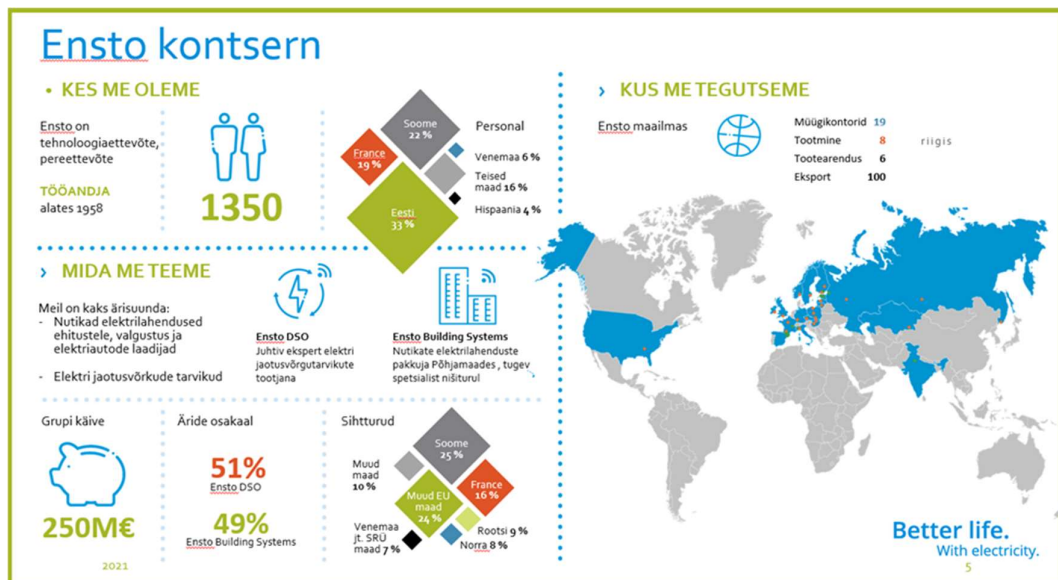 Ensto kontsern
• KES ME OLEME
Ensto on
tehnoloogiaettevõte,
pereettevõte
TÖÖANDJA
alates 1958
1350
Soome
22 %
France
19 %
Eesti
33 %
Personal
Venemaa 6 %
Teised
maad 16 %
Hispaania 4 %
› MIDA ME TEEME
Meil on kaks ärisuunda:
- Nutikad elektrilahendused
ehitustele, valgustus ja
elektriautode laadijad
- Elektri jaotusvõrkude tarvikud
Ensto DSO
Juhtiv ekspert elektri
jaotusvõrgutarvikute
tootjana
Ensto Building Systems
Nutikate elektrilahenduste
pakkuja Põhjamaades , tugev
spetsialist nišiturul
Grupi käive
250M€
Äride osakaal
51%
Ensto DSO
49%
Ensto Building Systems
Sihtturud
Soome
25 %
Muud
maad
10 %
France
16 %
Muud EU
maad
24 %
Venemaa
jt. SRÜ
maad 7 %
Rootsi 9 %
Norra 8 %
2021
› KUS ME TEGUTSEME
Ensto maailmas
Müügikontorid 19
Tootmine 8
riigis
Tootearendus 6
Eksport 100
Better life.
With electricity.
5